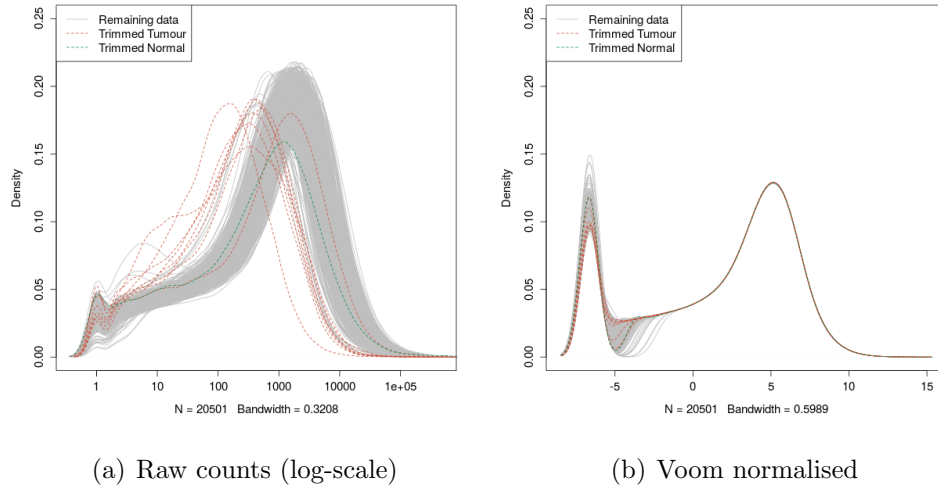 Remaining data
Trimmed Tumour
Trimmed Normal
0.25
0.20
0.15
0.10
0.05
0.00
Density
1
10
100
1000
10000
1e+05
N = 20501 Bandwidth = 0.3208
(a) Raw counts (log-scale)
Remaining data
Trimmed Tumour
Trimmed Normal
0.25
0.20
0.15
0.10
0.05
0.00
Density
-5
0
5
10
15
N = 20501 Bandwidth = 0.5989
(b) Voom normalised